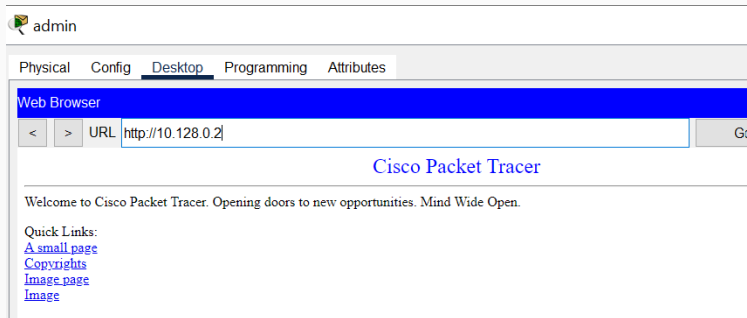 admin
Physical Config Desktop Programming Attributes
Web Browser
< > URL http://10.128.0.2 Go
Cisco Packet Tracer
Welcome to Cisco Packet Tracer. Opening doors to new opportunities. Mind Wide Open.
Quick Links:
A small page
Copyrights
Image page
Image